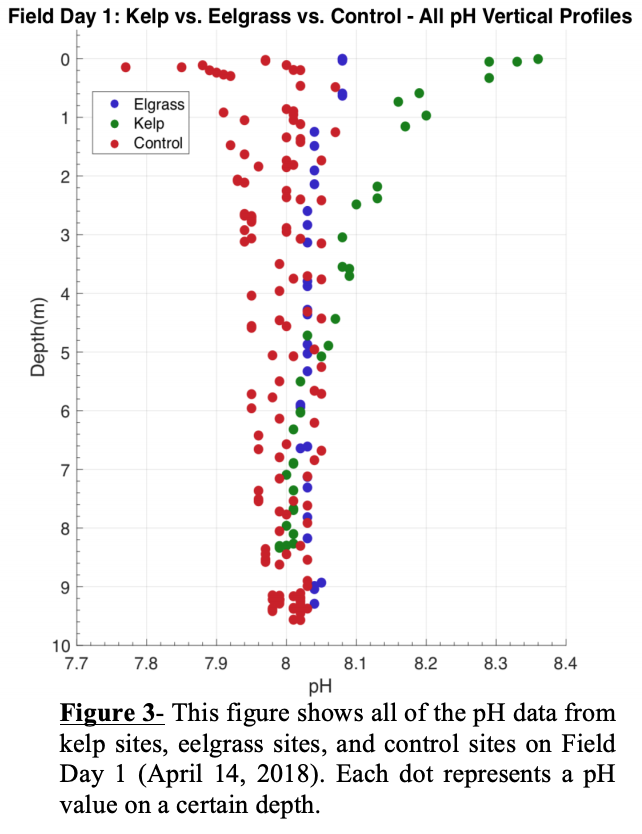 Field Day 1: Kelp vs. Eelgrass vs. Control - All pH Vertical Profiles
0
1
2
3
4
5
6
7
8
9
10
Depth(m)
Elgrass
Kelp
Control
7.7 7.8 7.9 8 8.1 8.2 8.3 8.4
pH
Figure 3- This figure shows all of the pH data from
kelp sites, eelgrass sites, and control sites on Field
Day 1 (April 14, 2018). Each dot represents a pH
value on a certain depth.